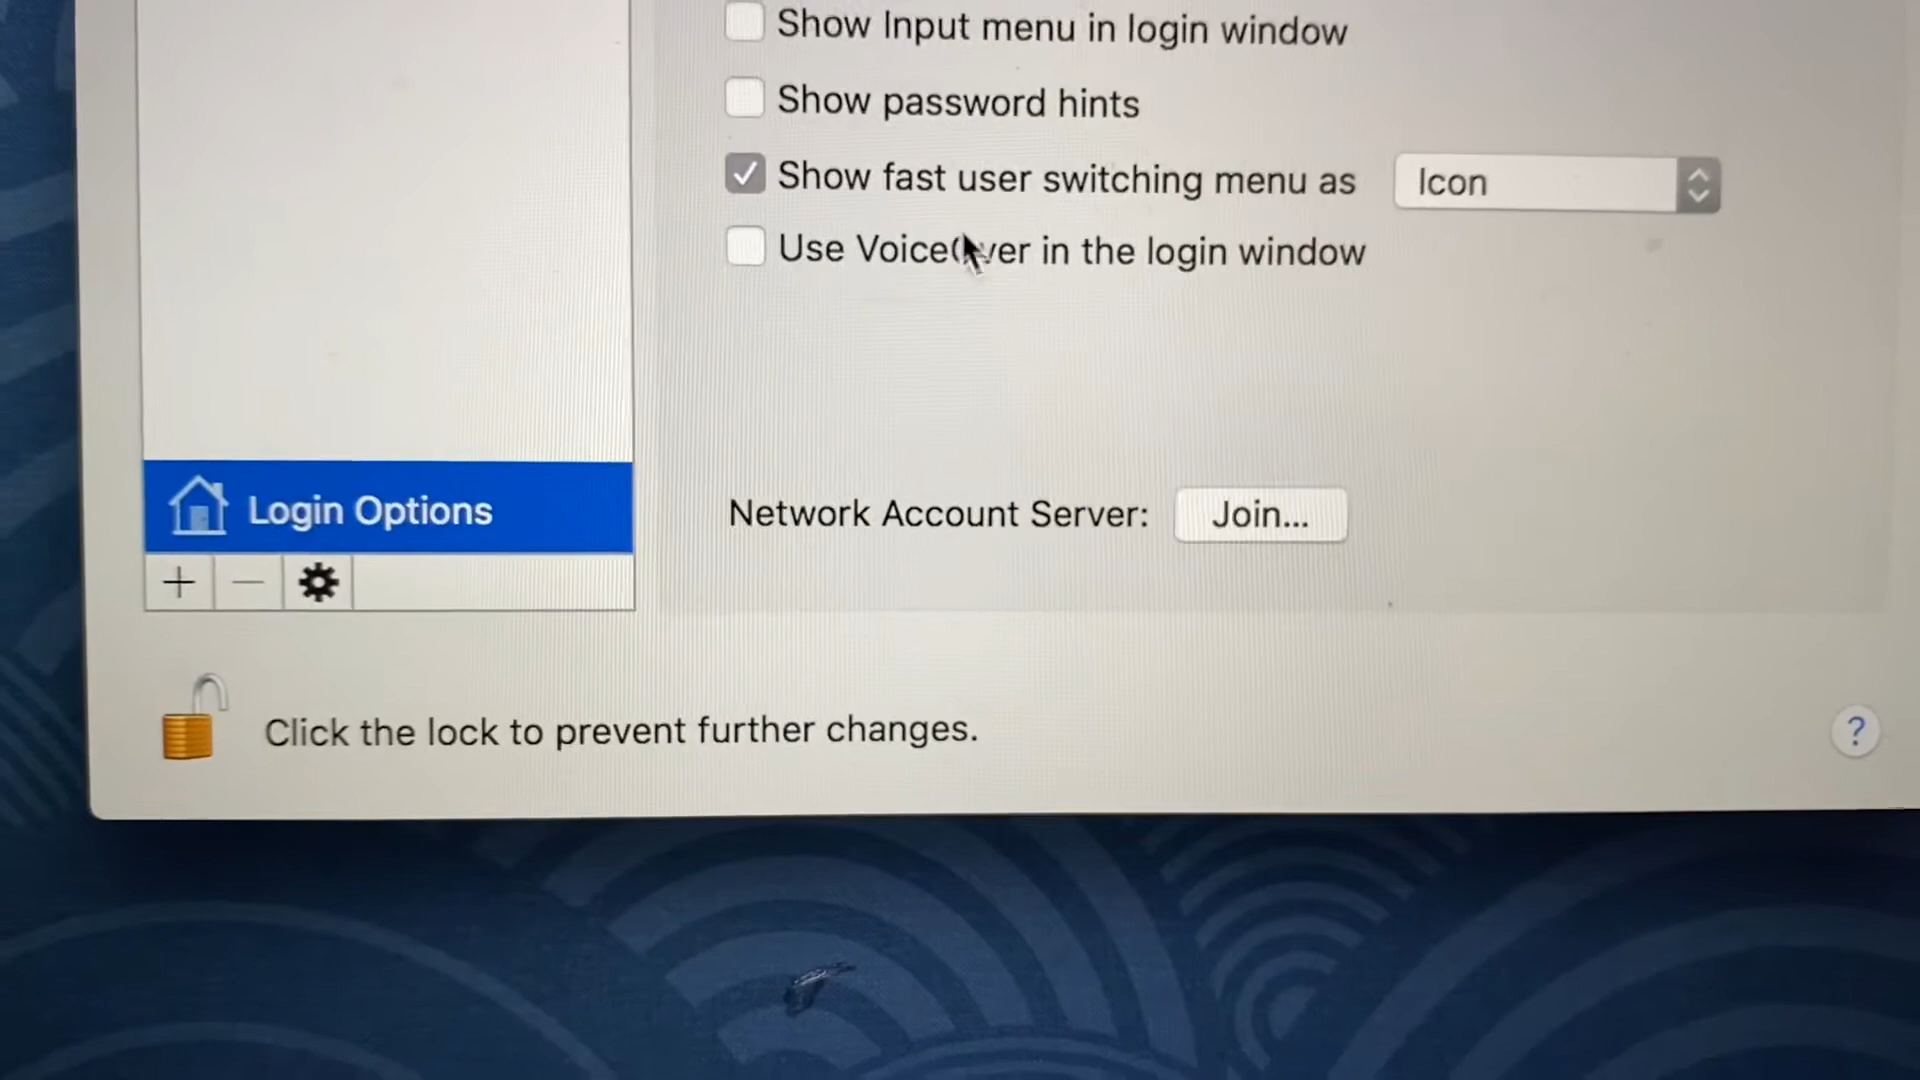 Show Input menu in login window
Show password hints
Show fast user switching menu as Icon
Use VoiceOver in the login window
Login Options
Network Account Server: Join...
Click the lock to prevent further changes.
?